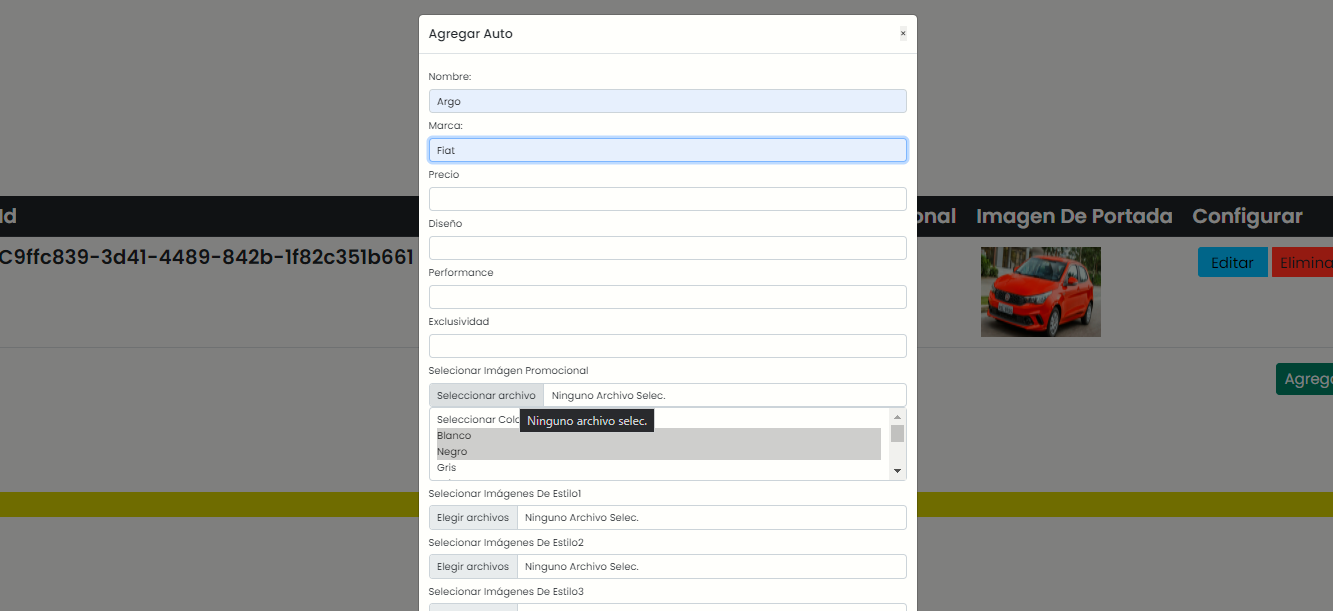 Agregar Auto
×
Nombre:
Argo
Marca:
Fiat
Precio
Id
onal Imagen De Portada Configurar
Diseño
C9ffc839-3d41-4489-842b-1f82c351b661
Editar Elimina
Performance
Exclusividad
Selecionar Imágen Promocional
Agrega
Seleccionar archivo Ninguno Archivo Selec.
Seleccionar Colo
Ninguno archivo selec.
Blanco
Negro
Gris
Selecionar Imágenes De Estilo1
Elegir archivos Ninguno Archivo Selec.
Selecionar Imágenes De Estilo2
Elegir archivos Ninguno Archivo Selec.
Selecionar Imágenes De Estilo3